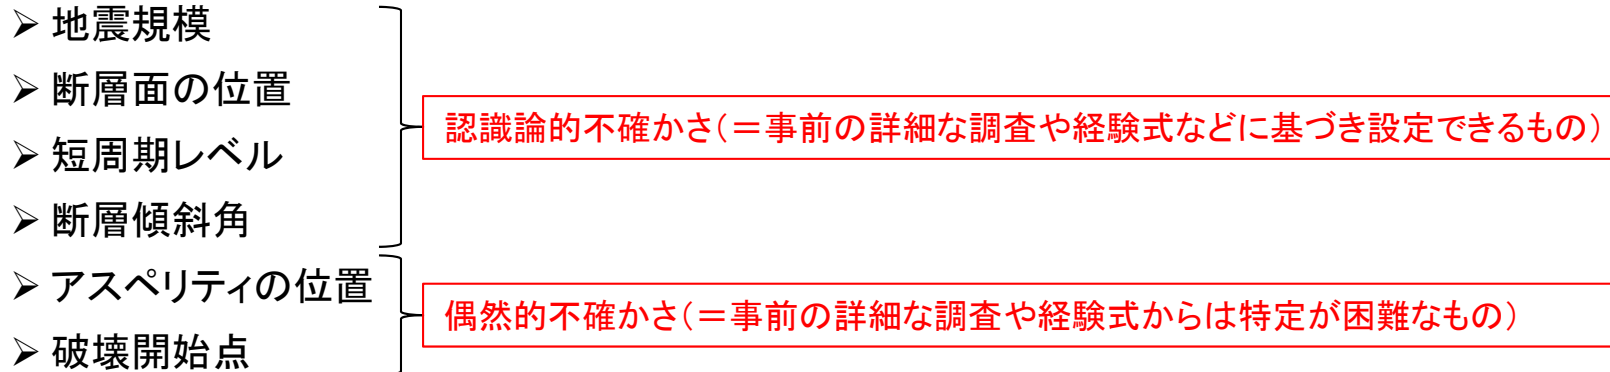 ➢ 地震規模
➢ 断層面の位置
認識論的不確かさ（＝事前の詳細な調査や経験式などに基づき設定できるもの）
➢ 短周期レベル
➢ 断層傾斜角
➢ アスペリティの位置
偶然的不確かさ（＝事前の詳細な調査や経験式からは特定が困難なもの）
➢ 破壊開始点